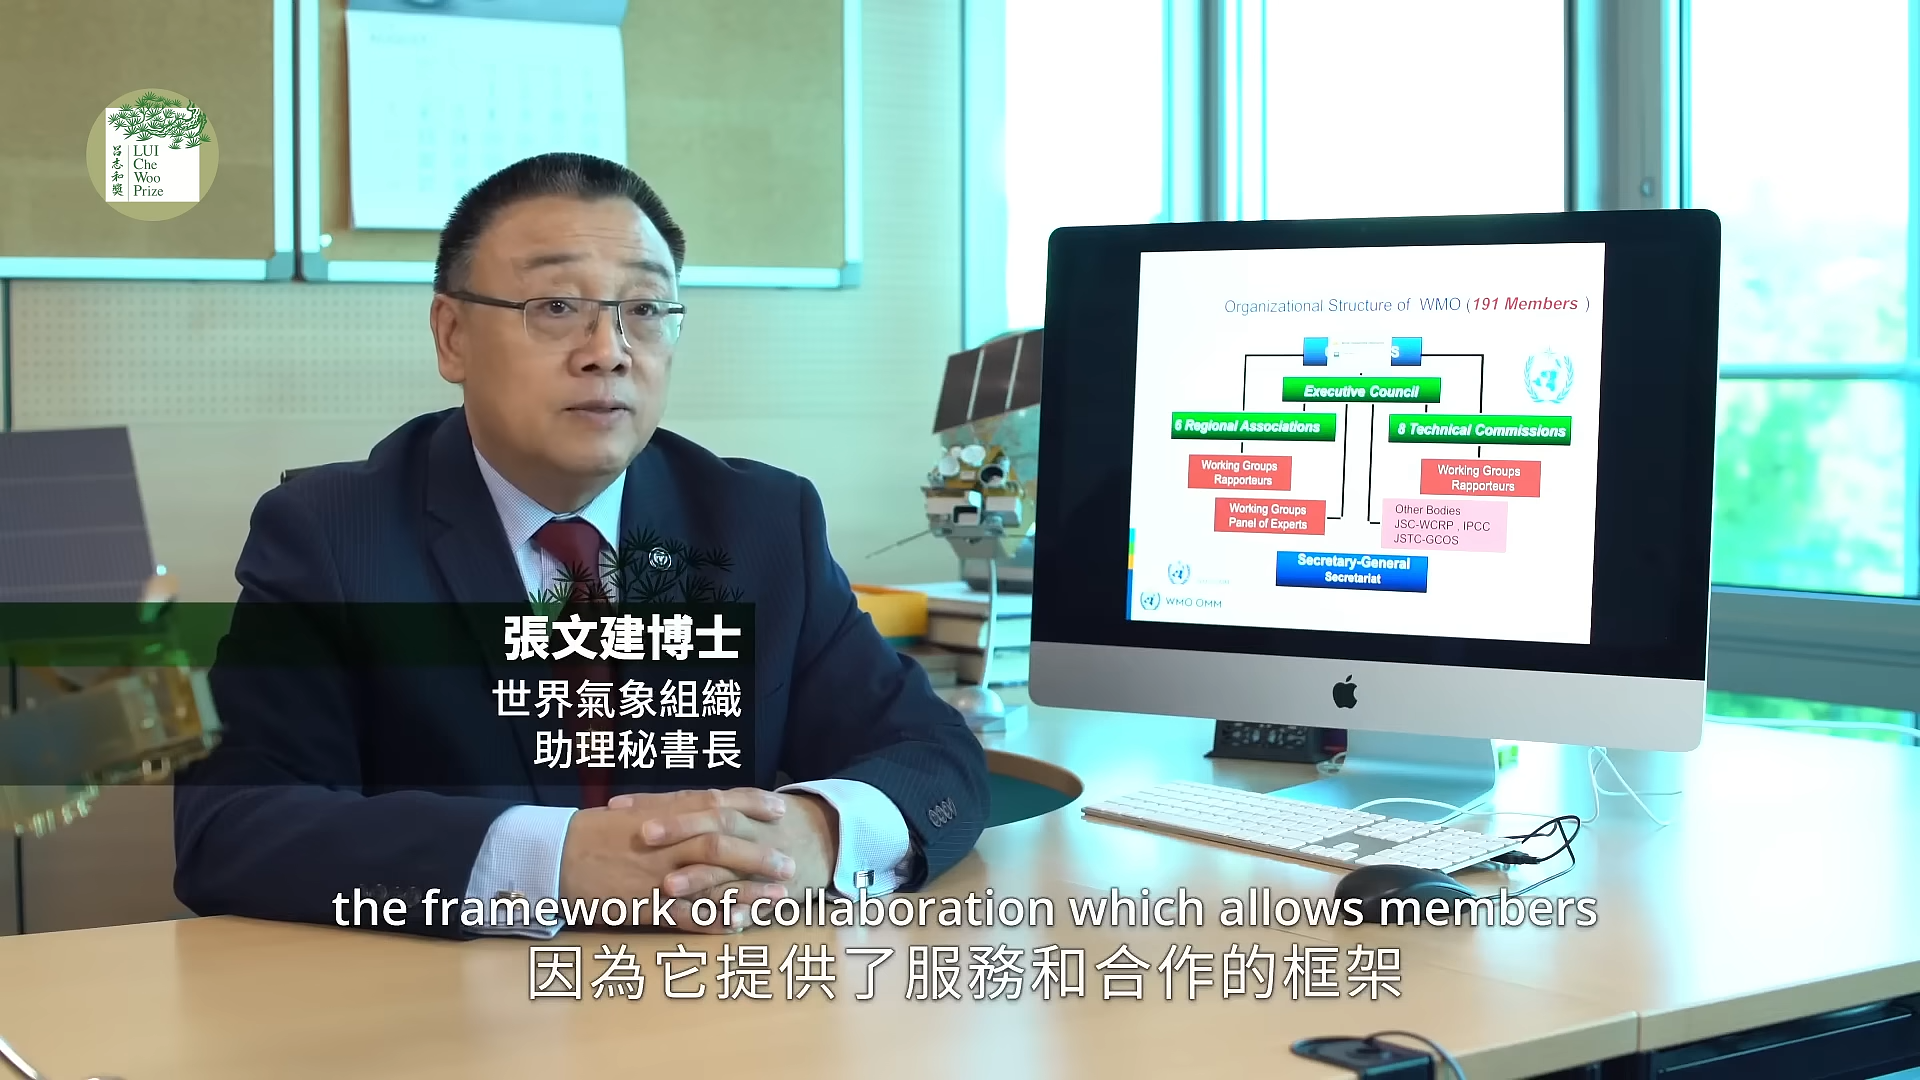 呂志和獎
LUI
Che
Woo
Prize
Organizational Structure of WMO (191 Members )
Executive Council
6 Regional Associations
8 Technical Commissions
Working Groups
Rapporteurs
Working Groups
Rapporteurs
Working Groups
Panel of Experts
Other Bodies
JSC-WCRP , IPCC
JSTC-GCOS
Secretary-General
Secretariat
WMO OMM
張文建博士
世界氣象組織
助理秘書長
the framework of collaboration which allows members
因為它提供了服務和合作的框架